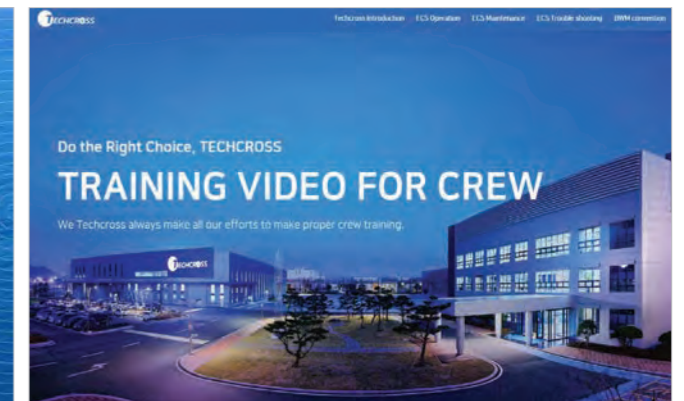 TECHCROSS
Techcross Introduction ECS Operation ECS Maintenance ECS Trouble shooting BWM convention
Do the Right Choice, TECHCROSS
TRAINING VIDEO FOR CREW
We Techcross always make all our efforts to make proper crew training.
TECHCROSS